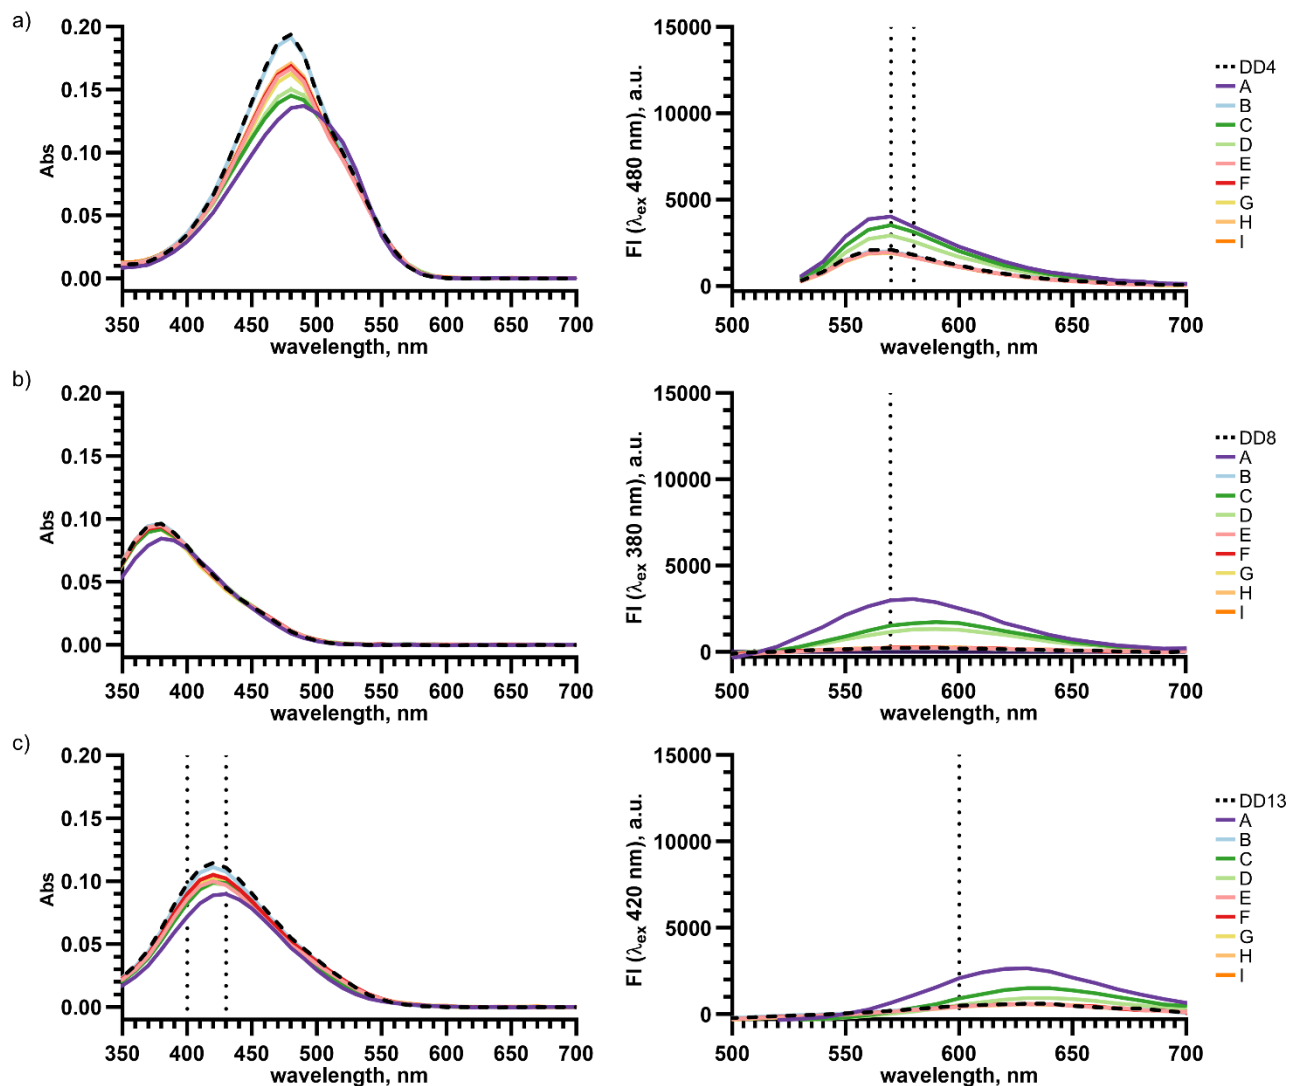 a)
0.20
0.15
0.10
0.05
0.00
Abs
350 400 450 500 550 600 650 700
wavelength, nm
15000
10000
5000
0
FI (λex 480 nm), a.u.
500 550 600 650 700
wavelength, nm
DD4
A
B
C
D
E
F
G
H
I
b)
0.20
0.15
0.10
0.05
0.00
Abs
350 400 450 500 550 600 650 700
wavelength, nm
15000
10000
5000
0
FI (λex 380 nm), a.u.
500 550 600 650 700
wavelength, nm
DD8
A
B
C
D
E
F
G
H
I
c)
0.20
0.15
0.10
0.05
0.00
Abs
350 400 450 500 550 600 650 700
wavelength, nm
15000
10000
5000
0
FI (λex 420 nm), a.u.
500 550 600 650 700
wavelength, nm
DD13
A
B
C
D
E
F
G
H
I